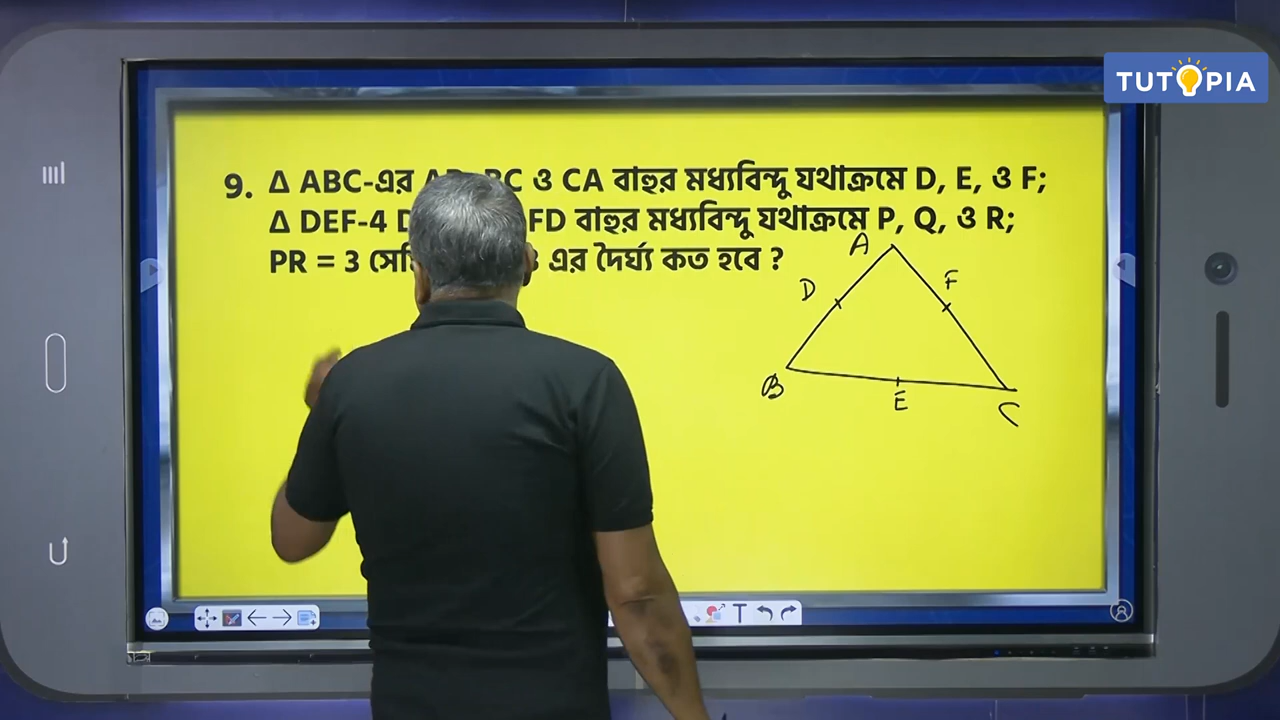 TUTOPIA
9. Δ ABC-এর BC ও CA বাহুর মধ্যবিন্দু যথাক্রমে D, E, ও F;
Δ DEF-4 FD বাহুর মধ্যবিন্দু যথাক্রমে P, Q, ও R;
PR = 3 এর দৈর্ঘ্য কত হবে ?
A
D F
B E C
T